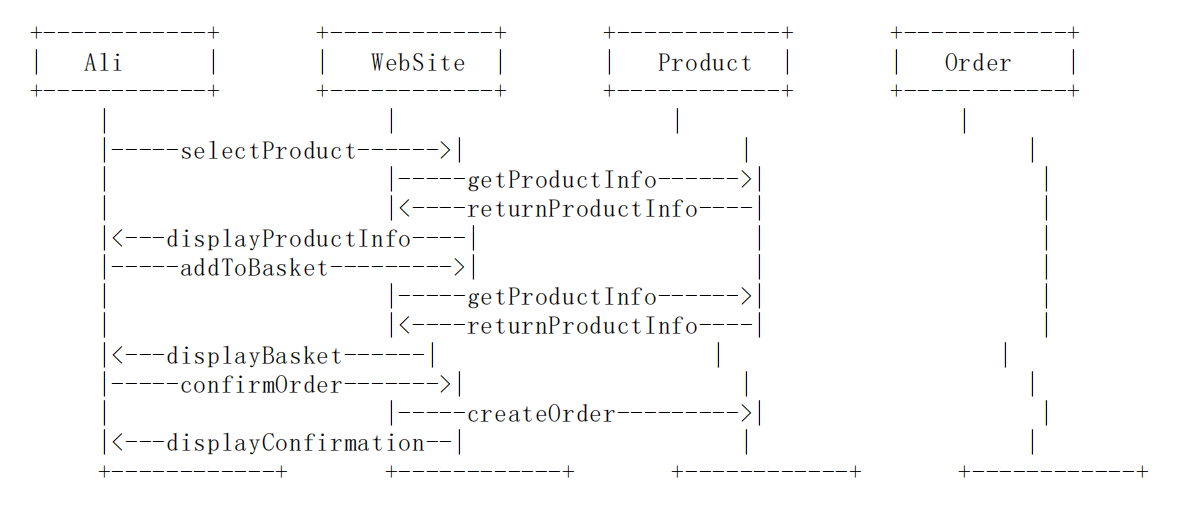 Ali WebSite Product Order
-----selectProduct------>
-----getProductInfo------>
<----returnProductInfo----
<---displayProductInfo----
-----addToBasket--------->
-----getProductInfo------>
<----returnProductInfo----
<---displayBasket------
-----confirmOrder------->
-----createOrder--------->
<---displayConfirmation--